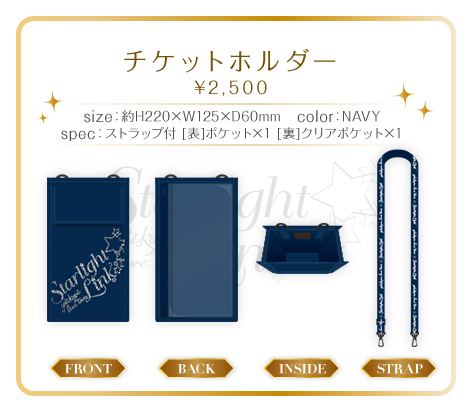 チケットホルダー
¥2,500
size：約H220×W125×D60mm　color：NAVY
spec：ストラップ付 [表]ポケット×1 [裏]クリアポケット×1
Starlight
Link
FRONT
BACK
INSIDE
STRAP